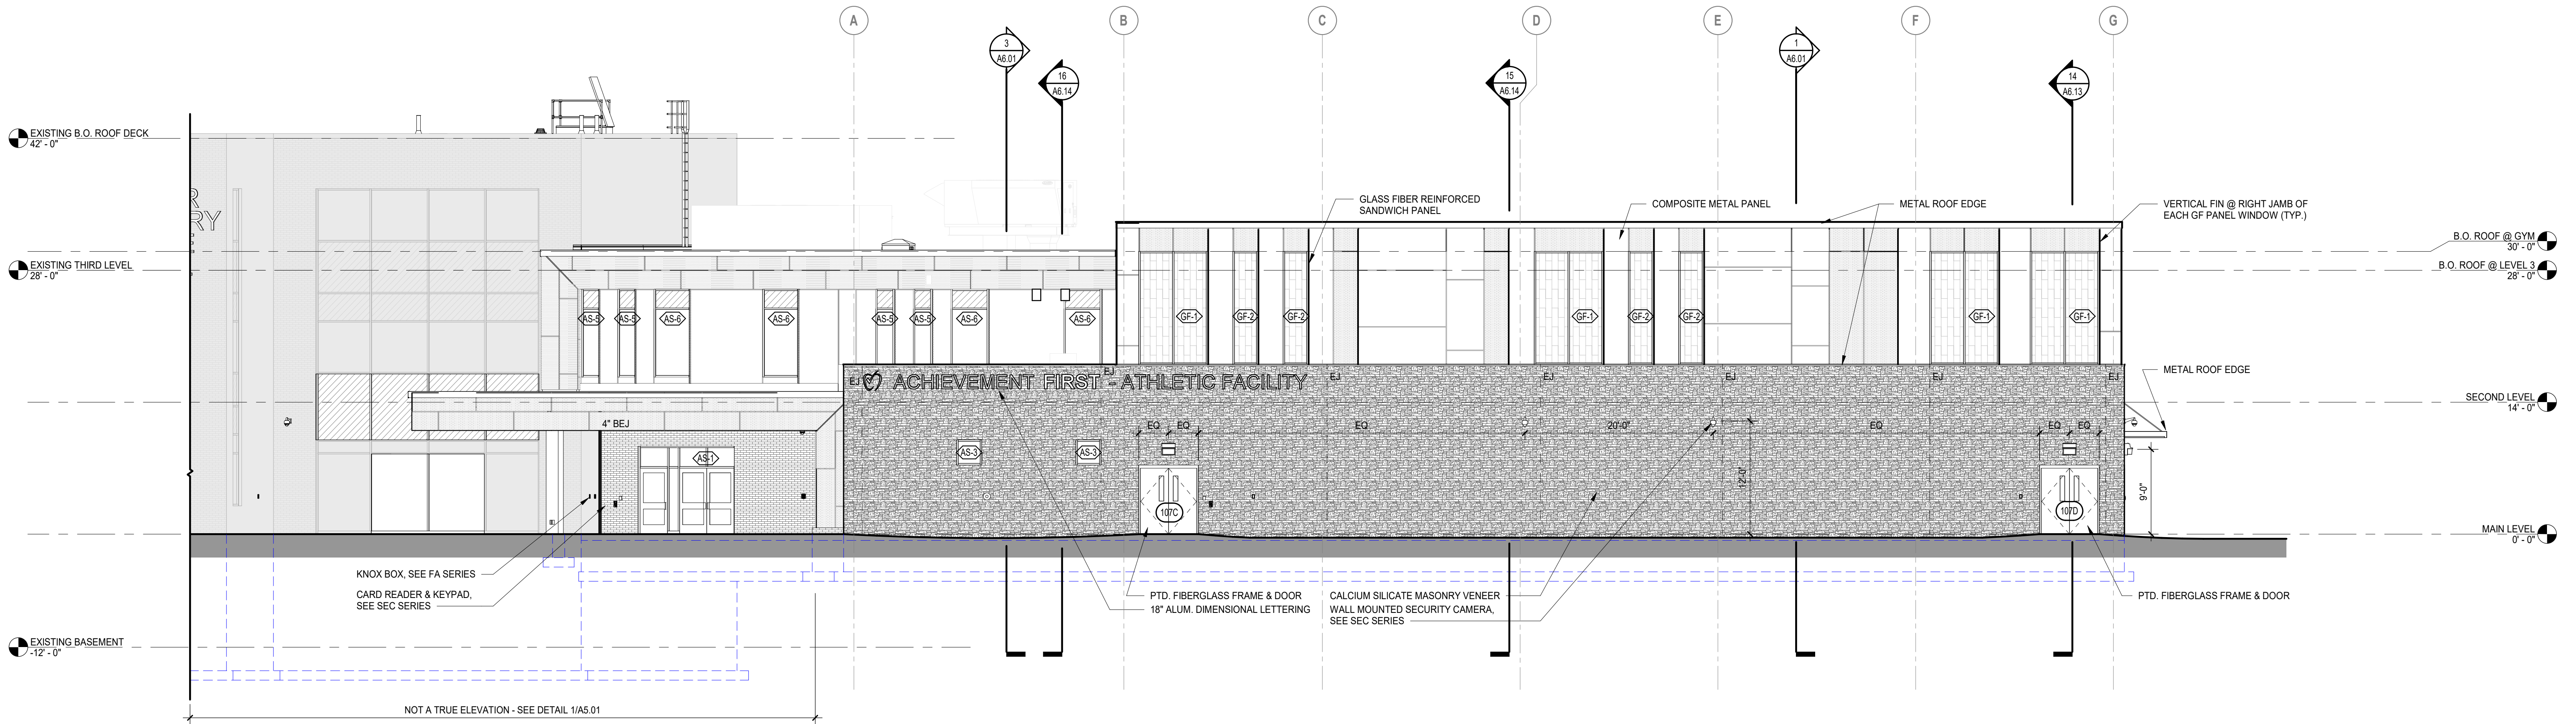 A
B
C
D
E
F
G
3
A6.01
16
A6.14
15
A6.14
1
A6.01
14
A6.13
EXISTING B.O. ROOF DECK
42' - 0"
EXISTING THIRD LEVEL
28' - 0"
R
RY
GLASS FIBER REINFORCED
SANDWICH PANEL
COMPOSITE METAL PANEL
METAL ROOF EDGE
VERTICAL FIN @ RIGHT JAMB OF
EACH GF PANEL WINDOW (TYP.)
B.O. ROOF @ GYM
30' - 0"
B.O. ROOF @ LEVEL 3
28' - 0"
AS-5
AS-5
AS-6
AS-6
AS-5
AS-5
AS-6
AS-6
GF-1
GF-2
GF-2
GF-1
GF-2
GF-2
GF-1
GF-1
METAL ROOF EDGE
EJ
ACHIEVEMENT FIRST - ATHLETIC FACILITY
EJ
EJ
EJ
EJ
EJ
EJ
SECOND LEVEL
14' - 0"
4" BEJ
EQ
EQ
EQ
20'-0"
EQ
EQ
EQ
AS-1
AS-3
AS-3
12'-0"
9'-0"
107C
107D
MAIN LEVEL
0' - 0"
KNOX BOX, SEE FA SERIES
CARD READER & KEYPAD,
SEE SEC SERIES
PTD. FIBERGLASS FRAME & DOOR
18" ALUM. DIMENSIONAL LETTERING
CALCIUM SILICATE MASONRY VENEER
WALL MOUNTED SECURITY CAMERA,
SEE SEC SERIES
PTD. FIBERGLASS FRAME & DOOR
EXISTING BASEMENT
-12' - 0"
NOT A TRUE ELEVATION - SEE DETAIL 1/A5.01